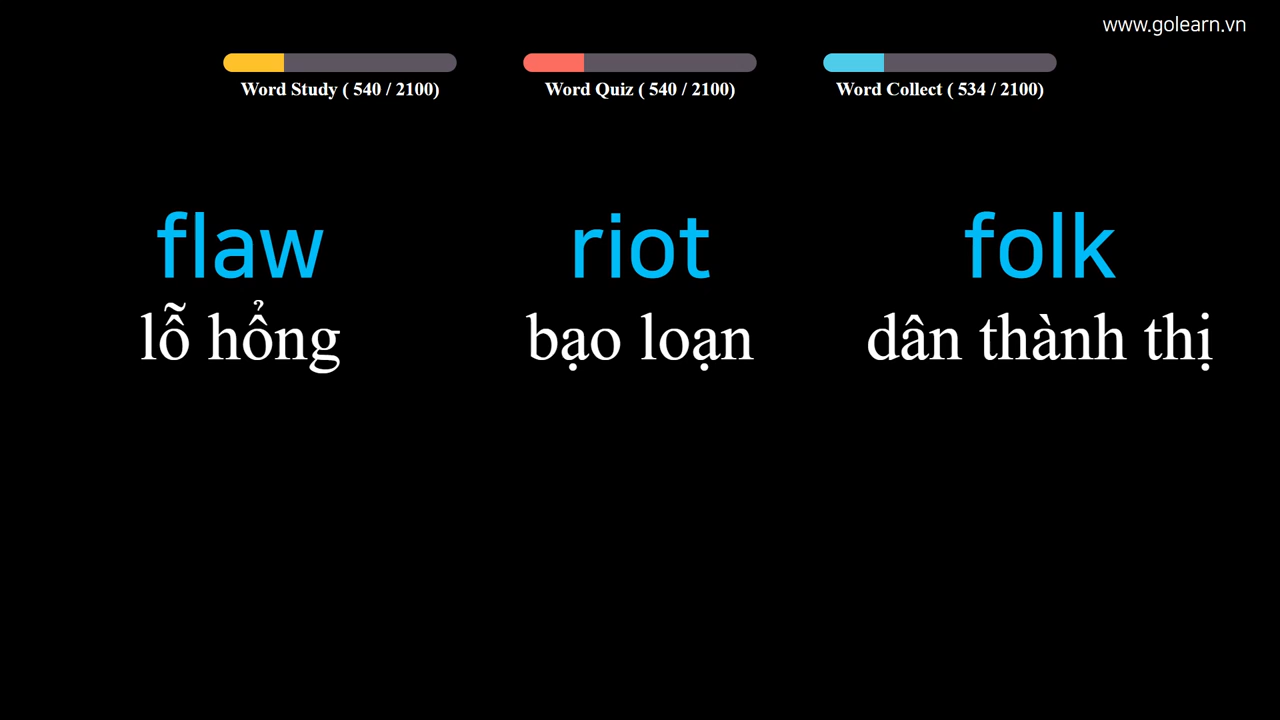 www.golearn.vn
Word Study ( 540 / 2100)
Word Quiz ( 540 / 2100)
Word Collect ( 534 / 2100)
flaw
lỗ hổng
riot
bạo loạn
folk
dân thành thị